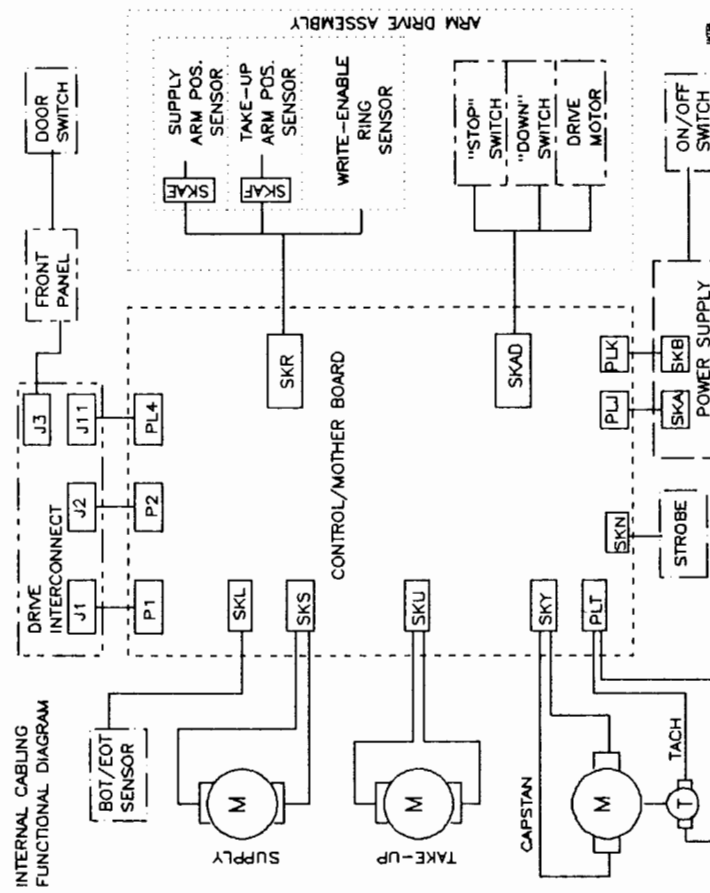 INTERNAL CABLING
FUNCTIONAL DIAGRAM
DRIVE
INTERCONNECT
J1
J2
J11
J3
FRONT
PANEL
DOOR
SWITCH
P1
P2
PL4
BOT/EOT
SENSOR
SKL
SKS
SUPPLY
M
SKU
TAKE-UP
M
SKY
PLT
CAPSTAN
M
TACH
T
CONTROL/MOTHER BOARD
SKR
SKAD
ARM DRIVE ASSEMBLY
SKAE
SUPPLY
ARM POS.
SENSOR
SKAF
TAKE-UP
ARM POS.
SENSOR
WRITE-ENABLE
RING
SENSOR
"STOP"
SWITCH
"DOWN"
SWITCH
DRIVE
MOTOR
SKN
STROBE
PLJ
PLK
SKA
SKB
POWER SUPPLY
ON/OFF
SWITCH